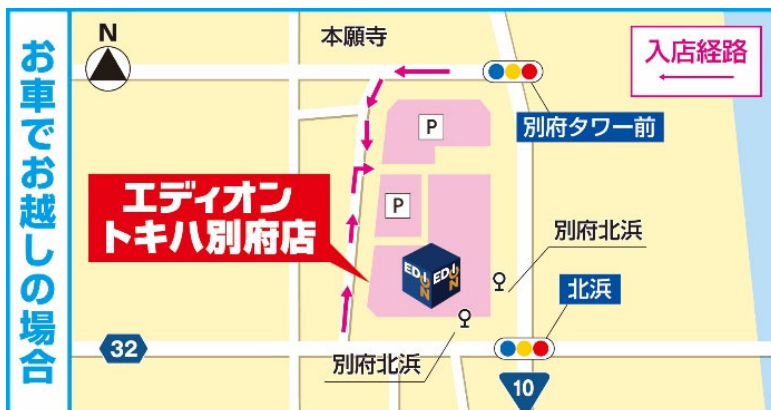 お車でお越しの場合
N
本願寺
入店経路
別府タワー前
P
エディオン
トキハ別府店
P
別府北浜
EDION
北浜
32
別府北浜
10